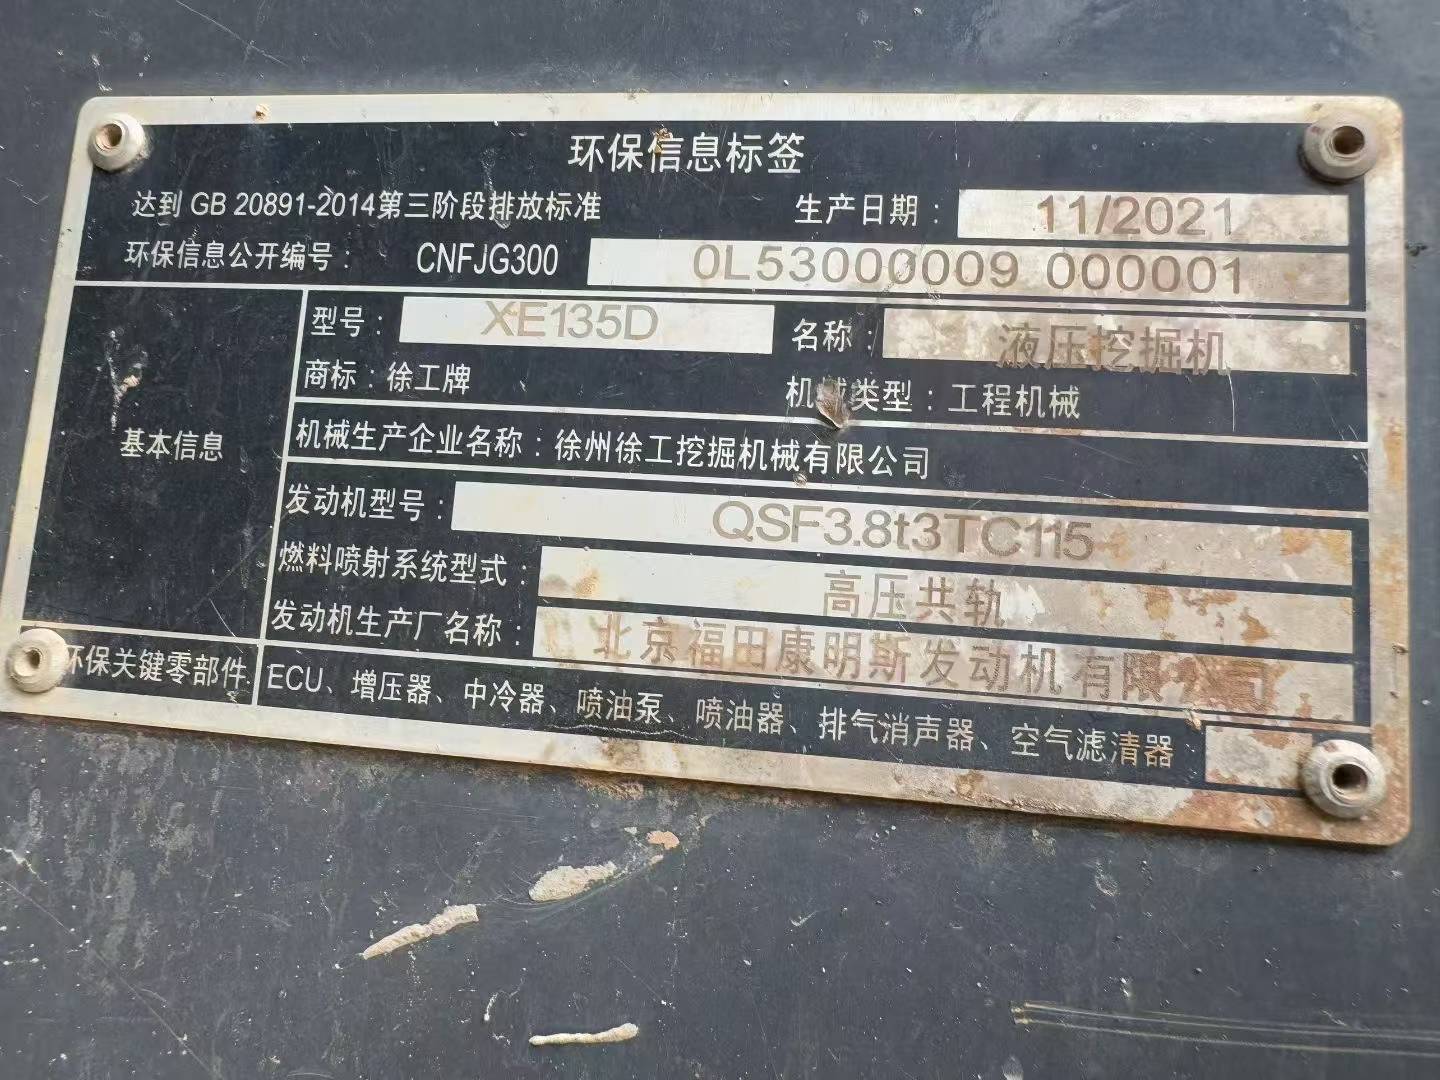 环保信息标签
达到 GB 20891-2014第三阶段排放标准 生产日期： 11/2021
环保信息公开编号： CNFJG300 0L53000009 000001
基本信息
型号： XE135D 名称： 液压挖掘机
商标：徐工牌 机械类型：工程机械
机械生产企业名称：徐州徐工挖掘机械有限公司
发动机型号： QSF3.8t3TC115
燃料喷射系统型式： 高压共轨
发动机生产厂名称： 北京福田康明斯发动机有限公司
环保关键零部件 ECU、增压器、中冷器、喷油泵、喷油器、排气消声器、空气滤清器